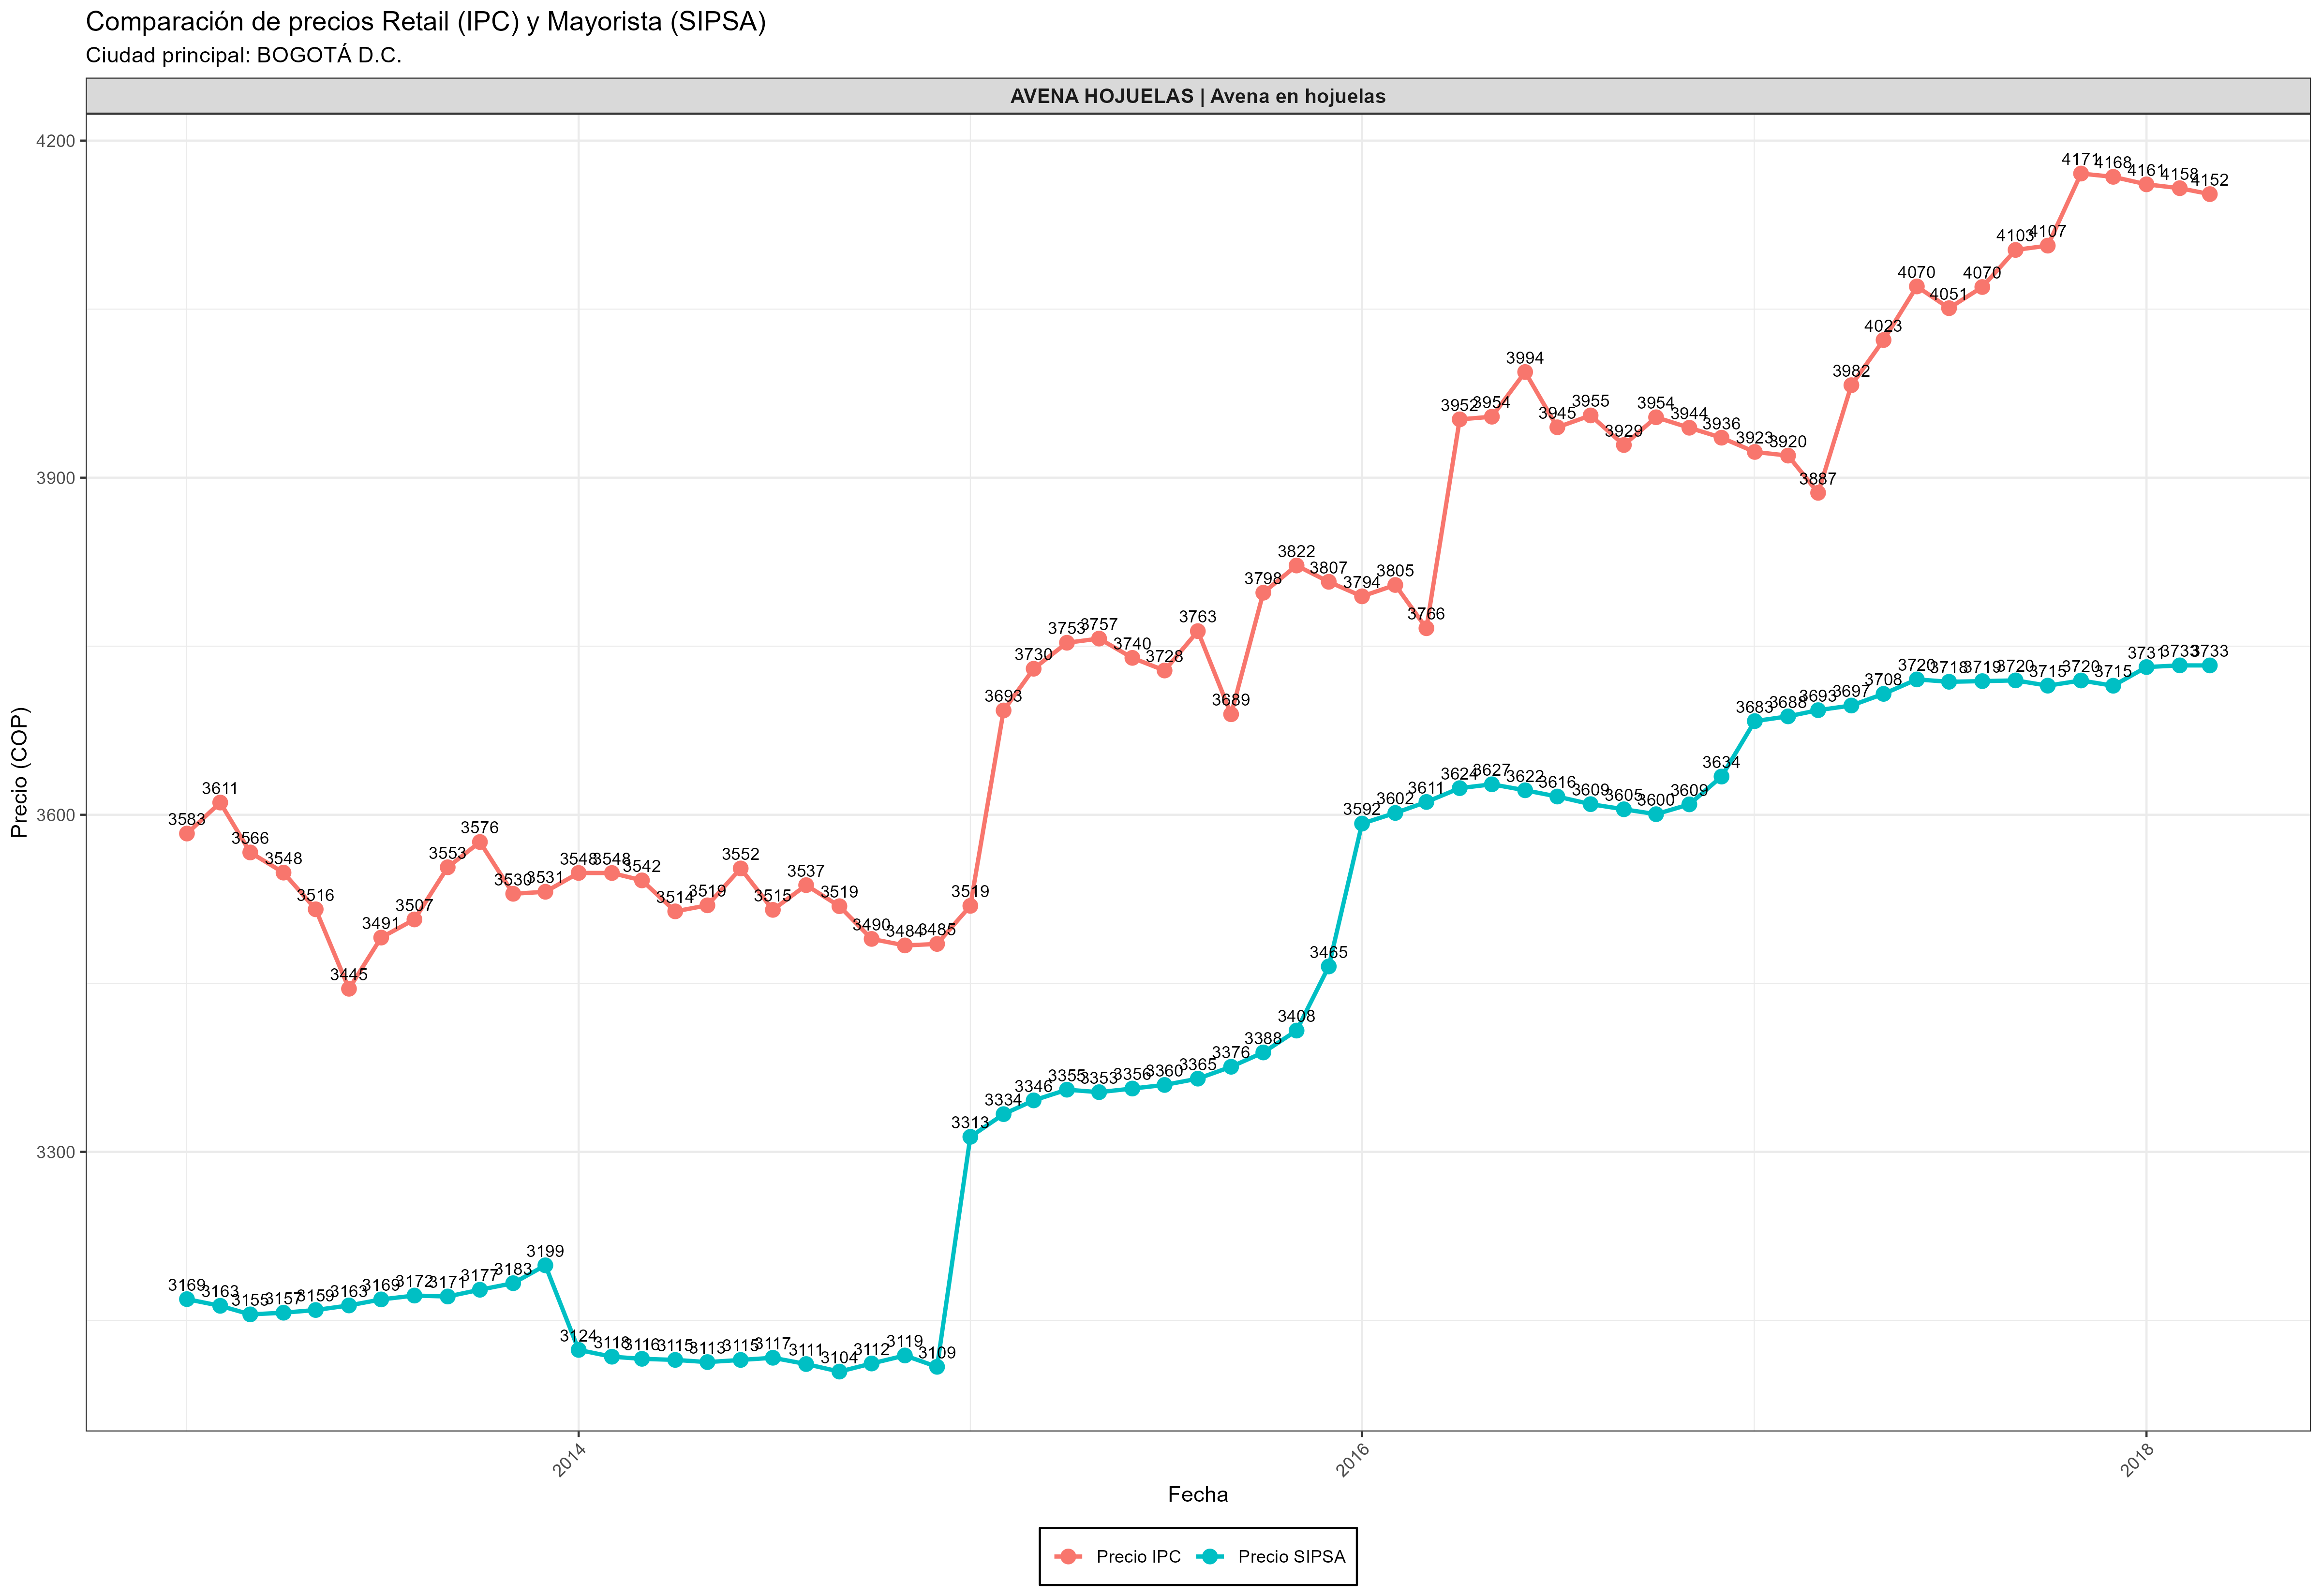 Comparación de precios Retail (IPC) y Mayorista (SIPSA)
Ciudad principal: BOGOTÁ D.C.
AVENA HOJUELAS | Avena en hojuelas
Precio (COP)
4200
3900
3600
3300
3583 3611 3566 3548 3516 3445 3491 3507 3553 3576 3530 3531 3548 3548 3542 3514 3519 3552 3515 3537 3519 3490 3484 3485 3519 3693 3730 3753 3757 3740 3728 3763 3689 3798 3822 3807 3794 3805 3766 3952 3954 3994 3945 3955 3929 3954 3944 3936 3923 3920 3887 3982 4023 4070 4051 4070 4103 4107 4171 4168 4161 4158 4152
3169 3163 3155 3157 3159 3163 3169 3172 3171 3177 3183 3199 3124 3118 3116 3115 3113 3115 3117 3111 3104 3112 3119 3109 3313 3334 3346 3355 3353 3356 3360 3365 3376 3388 3408 3465 3592 3602 3611 3624 3627 3622 3616 3609 3605 3600 3609 3634 3683 3688 3693 3697 3708 3720 3718 3719 3720 3715 3720 3715 3731 3733 3733
2014
2016
2018
Fecha
Precio IPC
Precio SIPSA